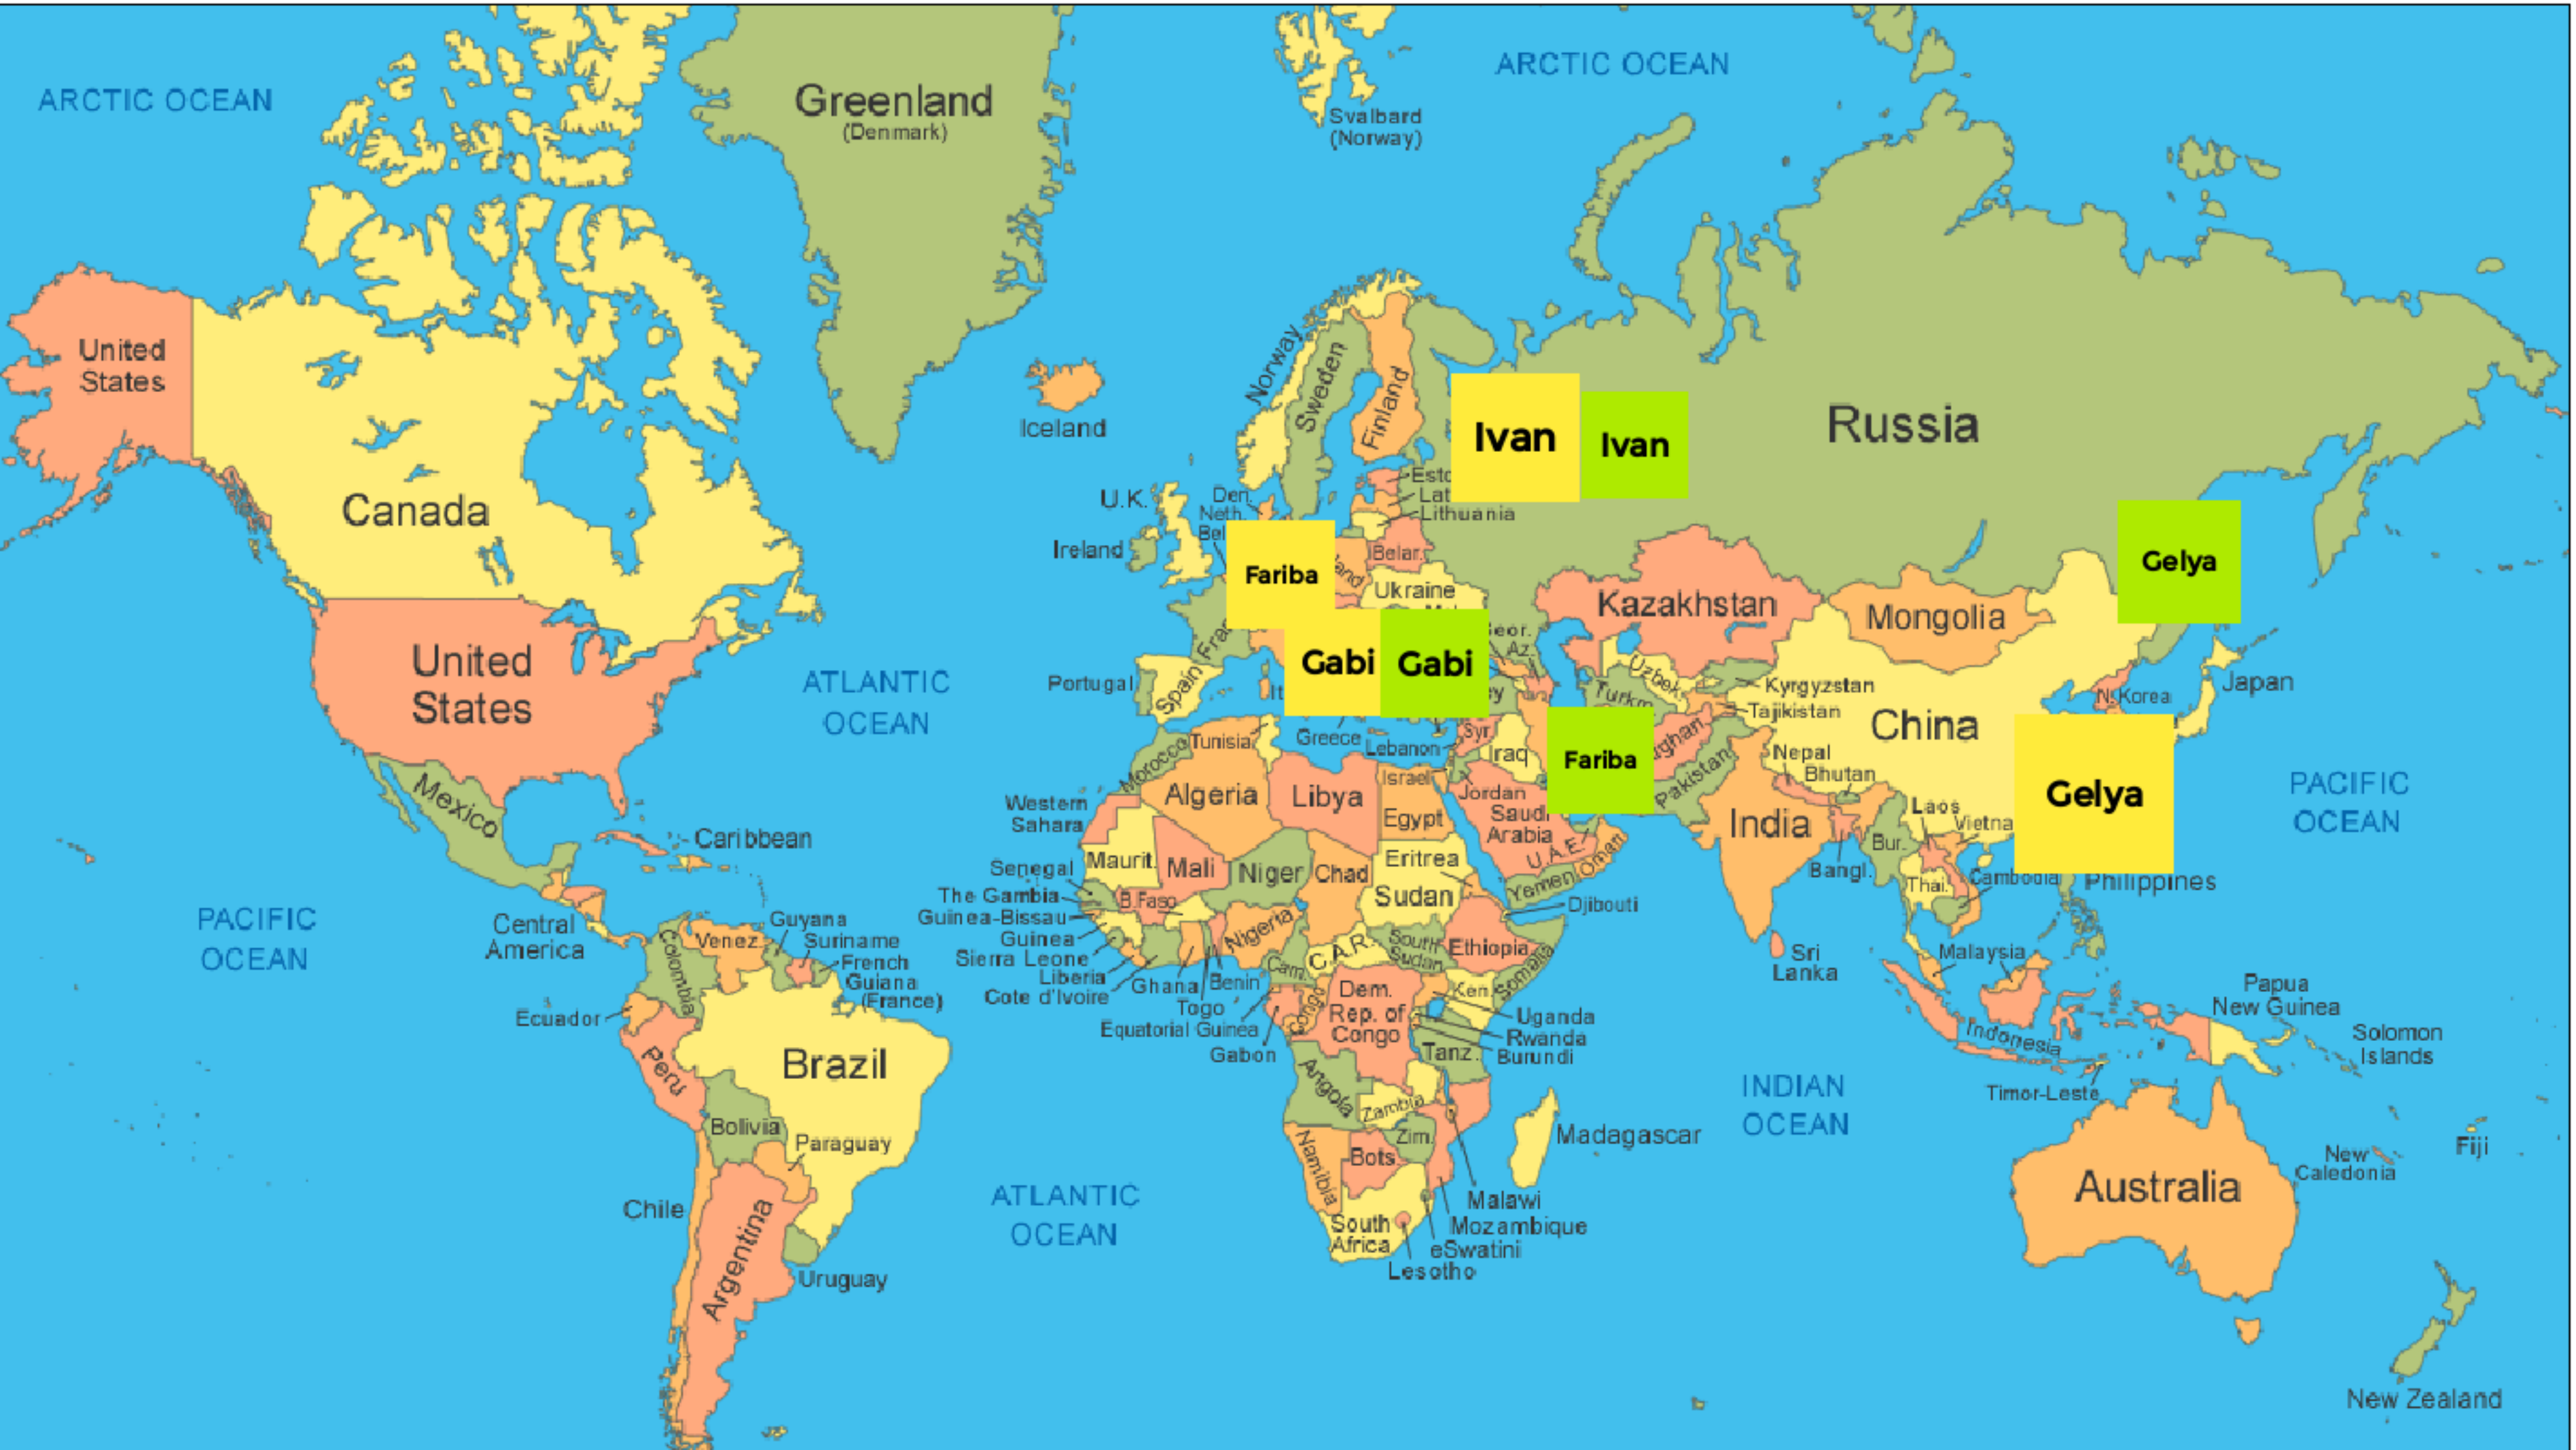 ARCTIC OCEAN
ARCTIC OCEAN
Greenland
(Denmark)
Svalbard
(Norway)
United
States
Canada
Iceland
Norway
Sweden
Finland
Russia
Ivan
Ivan
U.K.
Ireland
Den.
Neth.
Bel
Esto
Lat
Lithuania
Belar.
Ukraine
Fariba
Gelya
Kazakhstan
Mongolia
United
States
ATLANTIC
OCEAN
Portugal
Spain
Fran
Gabi
Gabi
It
eor.
Az.
ey
Uzbek.
Turkm
Kyrgyzstan
Tajikistan
China
N. Korea
Japan
Mexico
Morocco
Tunisia
Greece
Lebanon
Syr.
Iraq
Fariba
ghan.
Pakistan
Nepal
Bhutan
Gelya
PACIFIC
OCEAN
Western
Sahara
Algeria
Libya
Israel
Egypt
Jordan
Saudi
Arabia
U.A.E.
Oman
India
Laos
Vietna
Bur.
Bangl.
Thai.
Cambodia
Philippines
Caribbean
Maurit.
Mali
Niger
Chad
Eritrea
Sudan
Yemen
Djibouti
Senegal
The Gambia
Guinea-Bissau
Guinea
Sierra Leone
Liberia
Cote d'Ivoire
B.Faso
Ghana
Togo
Benin
Nigeria
Cam.
C.A.R.
South
Sudan
Ethiopia
Somalia
Sri
Lanka
Malaysia
PACIFIC
OCEAN
Central
America
Venez.
Guyana
Suriname
French
Guiana
(France)
Colombia
Ecuador
Equatorial Guinea
Gabon
Congo
Dem.
Rep. of
Congo
Ken.
Uganda
Rwanda
Burundi
Tanz.
Indonesia
Papua
New Guinea
Solomon
Islands
Timor-Leste
Peru
Brazil
Bolivia
Paraguay
INDIAN
OCEAN
Angola
Zambia
Zim.
Namibia
Bots.
Madagascar
Malawi
Mozambique
eSwatini
Lesotho
South
Africa
ATLANTIC
OCEAN
Chile
Argentina
Uruguay
Australia
New
Caledonia
Fiji
New Zealand